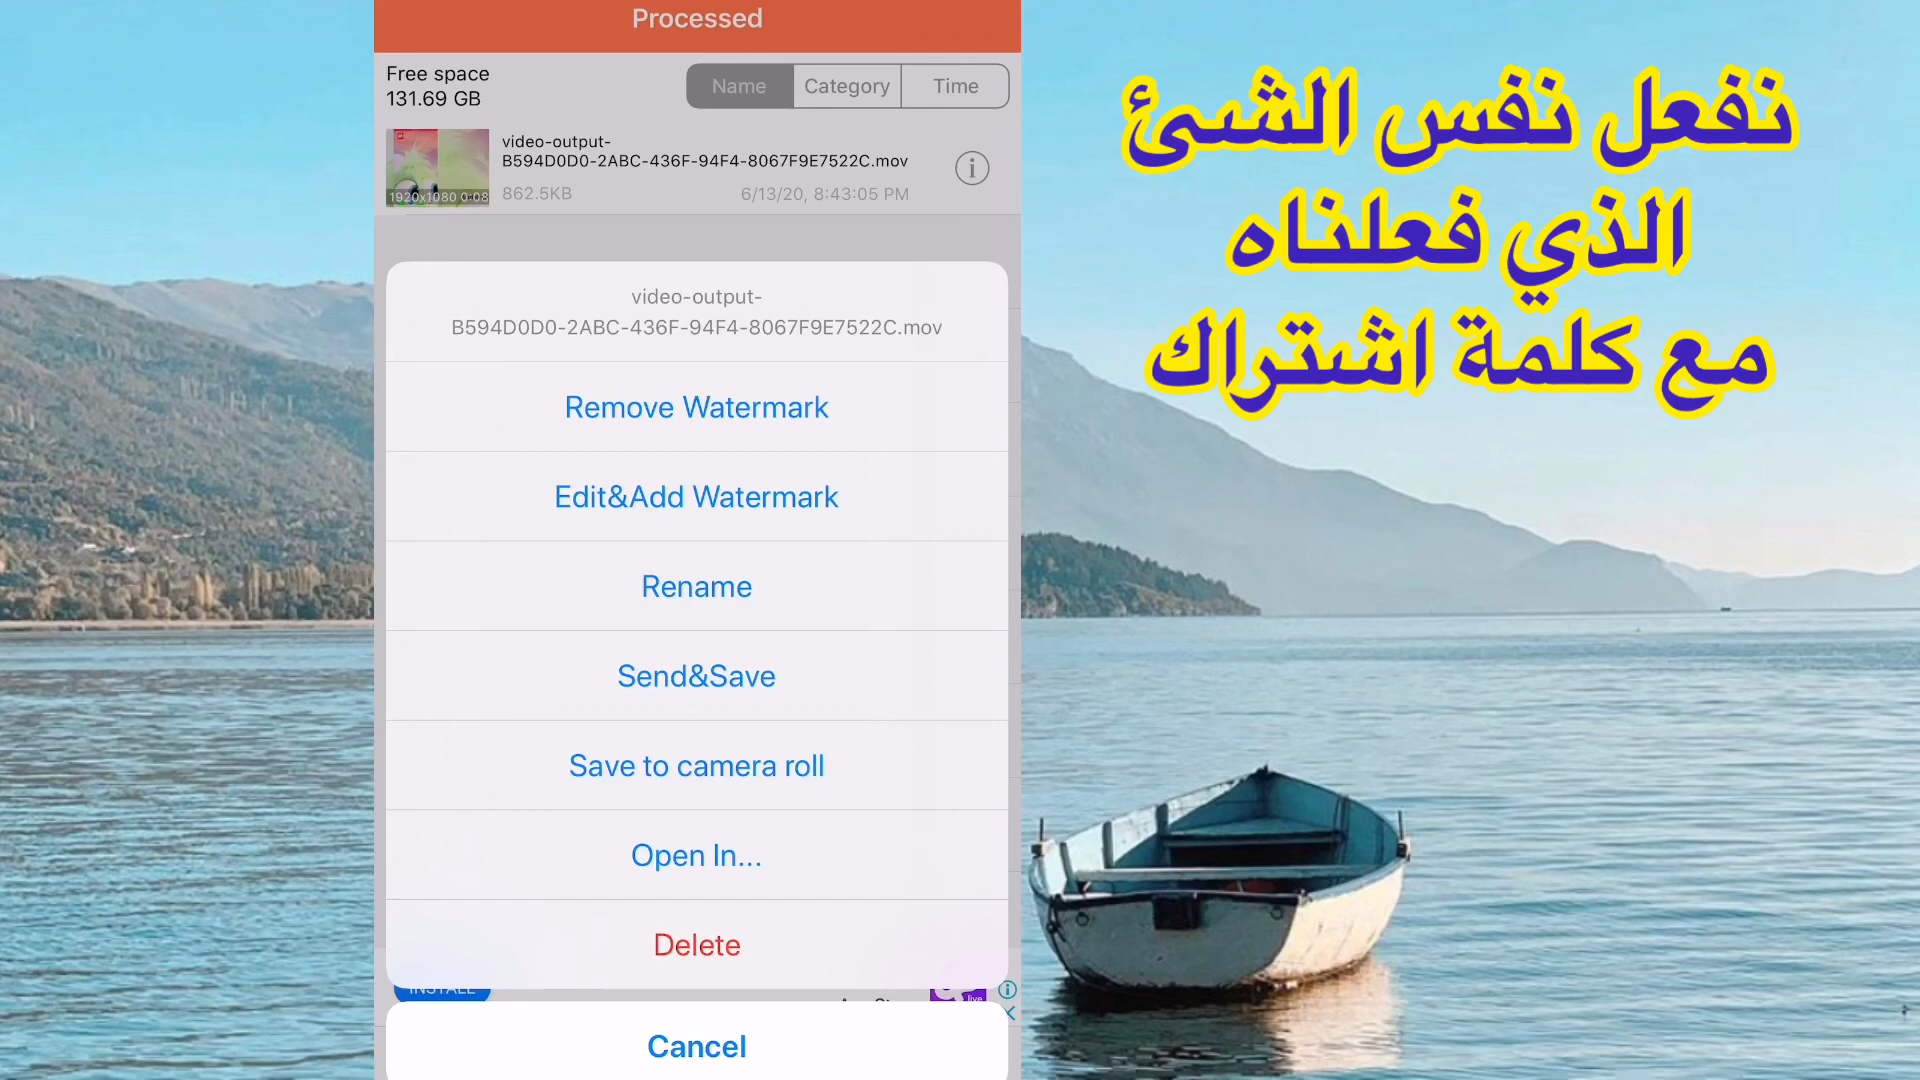 Processed
Free space
131.69 GB
Name
Category
Time
video-output-
B594D0D0-2ABC-436F-94F4-8067F9E7522C.mov
1920x1080 0:08
862.5KB
6/13/20, 8:43:05 PM
video-output-
B594D0D0-2ABC-436F-94F4-8067F9E7522C.mov
Remove Watermark
Edit&Add Watermark
Rename
Send&Save
Save to camera roll
Open In...
Delete
INSTALL
live
Cancel
نفعل نفس الشئ
الذي فعلناه
مع كلمة اشتراك